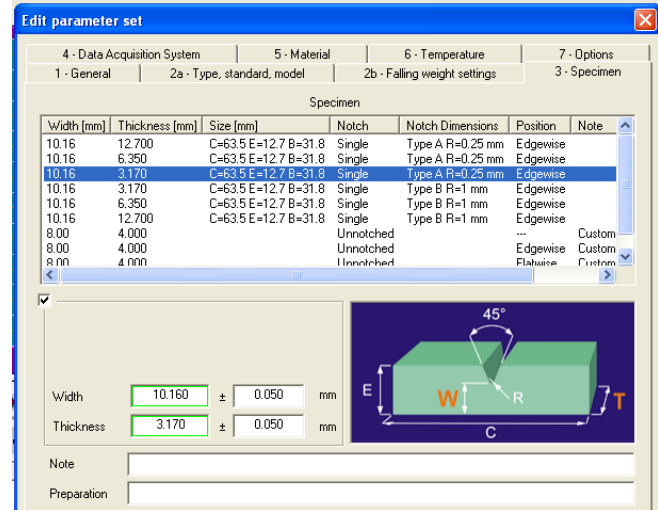 Edit parameter set
4 - Data Acquisition System 5 - Material 6 - Temperature 7 - Options
1 - General 2a - Type, standard, model 2b - Falling weight settings 3 - Specimen
Specimen
Width [mm] Thickness [mm] Size [mm] Notch Notch Dimensions Position Note
10.16 12.700 C=63.5 E=12.7 B=31.8 Single Type A R=0.25 mm Edgewise
10.16 6.350 C=63.5 E=12.7 B=31.8 Single Type A R=0.25 mm Edgewise
10.16 3.170 C=63.5 E=12.7 B=31.8 Single Type A R=0.25 mm Edgewise
10.16 3.170 C=63.5 E=12.7 B=31.8 Single Type B R=1 mm Edgewise
10.16 6.350 C=63.5 E=12.7 B=31.8 Single Type B R=1 mm Edgewise
10.16 12.700 C=63.5 E=12.7 B=31.8 Single Type B R=1 mm Edgewise
8.00 4.000 Unnotched --- Custom
8.00 4.000 Unnotched Edgewise Custom
8.00 4.000 Unnotched Flatwise Custom
45°
E W R T
C
Width 10.160 ± 0.050 mm
Thickness 3.170 ± 0.050 mm
Note
Preparation